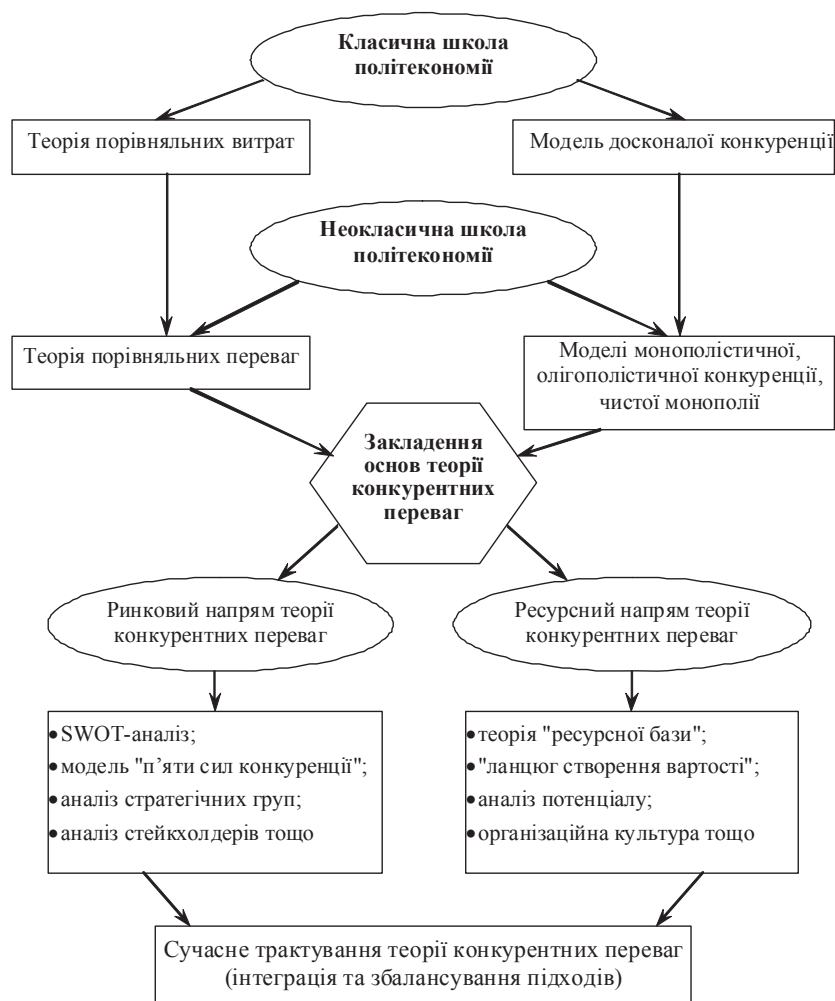 Класична школа
політекономії
Теорія порівняльних витрат
Модель досконалої конкуренції
Неокласична школа
політекономії
Теорія порівняльних переваг
Моделі монополістичної,
олігополістичної конкуренції,
чистої монополії
Закладення
основ теорії
конкурентних
переваг
Ринковий напрям теорії
конкурентних переваг
Ресурсний напрям теорії
конкурентних переваг
•SWOT-аналіз;
•модель "п’яти сил конкуренції";
•аналіз стратегічних груп;
•аналіз стейкхолдерів тощо
•теорія "ресурсної бази";
•"ланцюг створення вартості";
•аналіз потенціалу;
•організаційна культура тощо
Сучасне трактування теорії конкурентних переваг
(інтеграція та збалансування підходів)